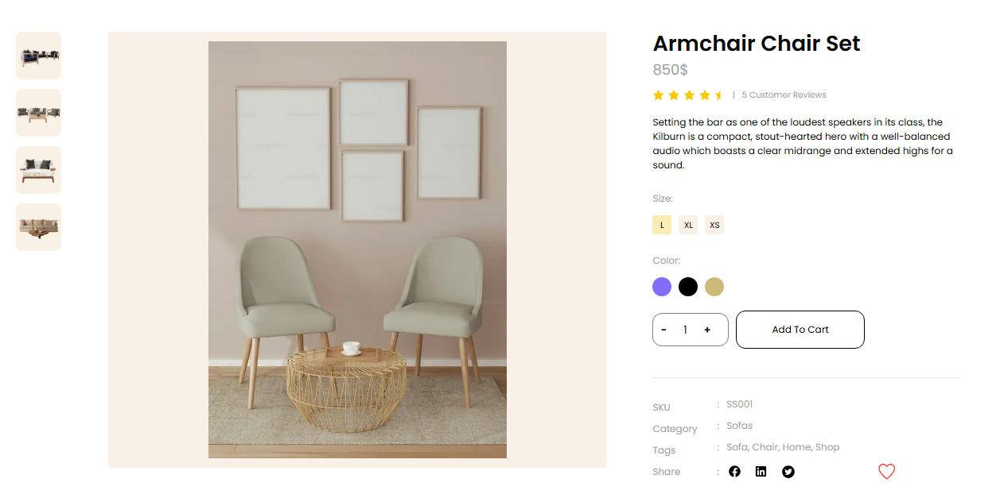 Armchair Chair Set
850$
| 5 Customer Reviews
Setting the bar as one of the loudest speakers in its class, the
Kilburn is a compact, stout-hearted hero with a well-balanced
audio which boasts a clear midrange and extended highs for a
sound.
Size:
L XL XS
Color:
- 1 +
Add To Cart
SKU : SS001
Category : Sofas
Tags : Sofa, Chair, Home, Shop
Share :